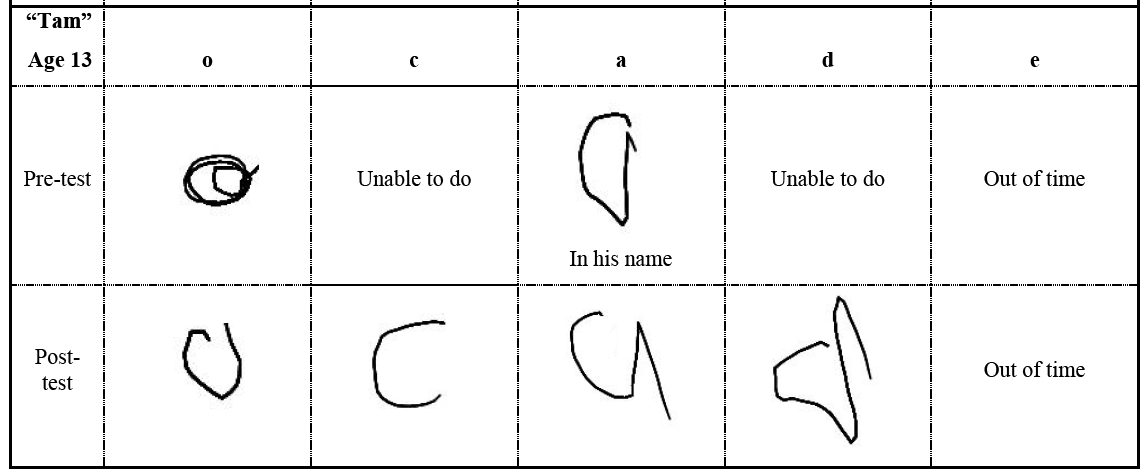 “Tam”
Age 13 o c a d e
Pre-test Unable to do Unable to do Out of time
In his name
o c a d
Post-
test Out of time